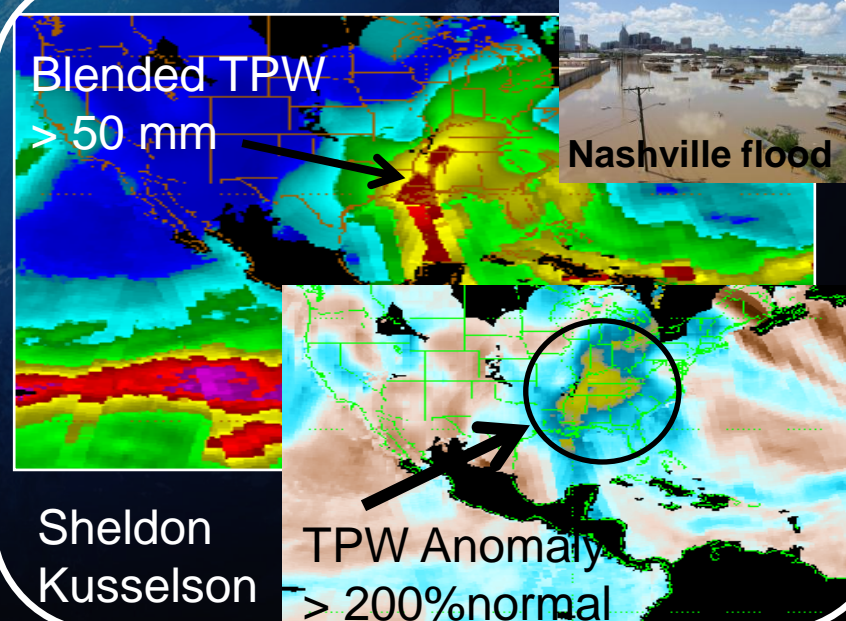 Blended TPW
> 50 mm
Nashville flood
Sheldon
Kusselson
TPW Anomaly
> 200%normal